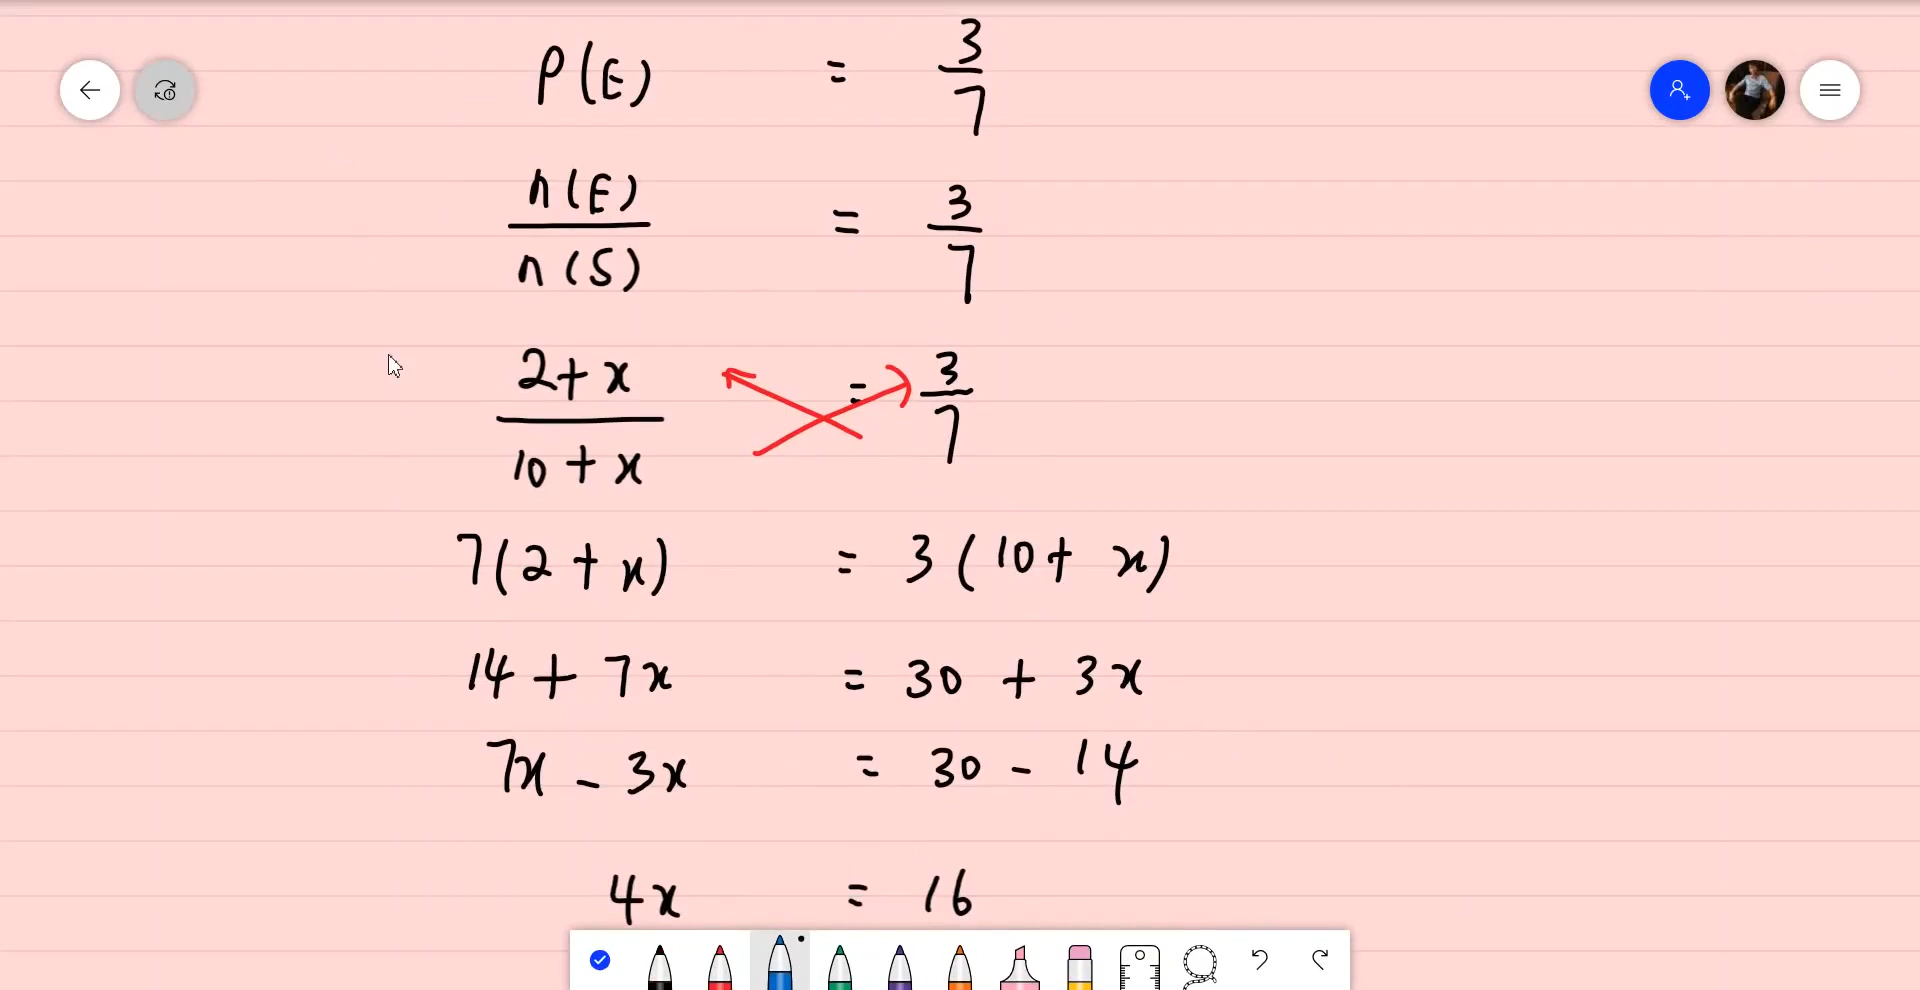 P(E) = 3/7
n(E)/n(S) = 3/7
2+x/10+x = 3/7
7(2+x) = 3(10+x)
14+7x = 30+3x
7x-3x = 30-14
4x = 16